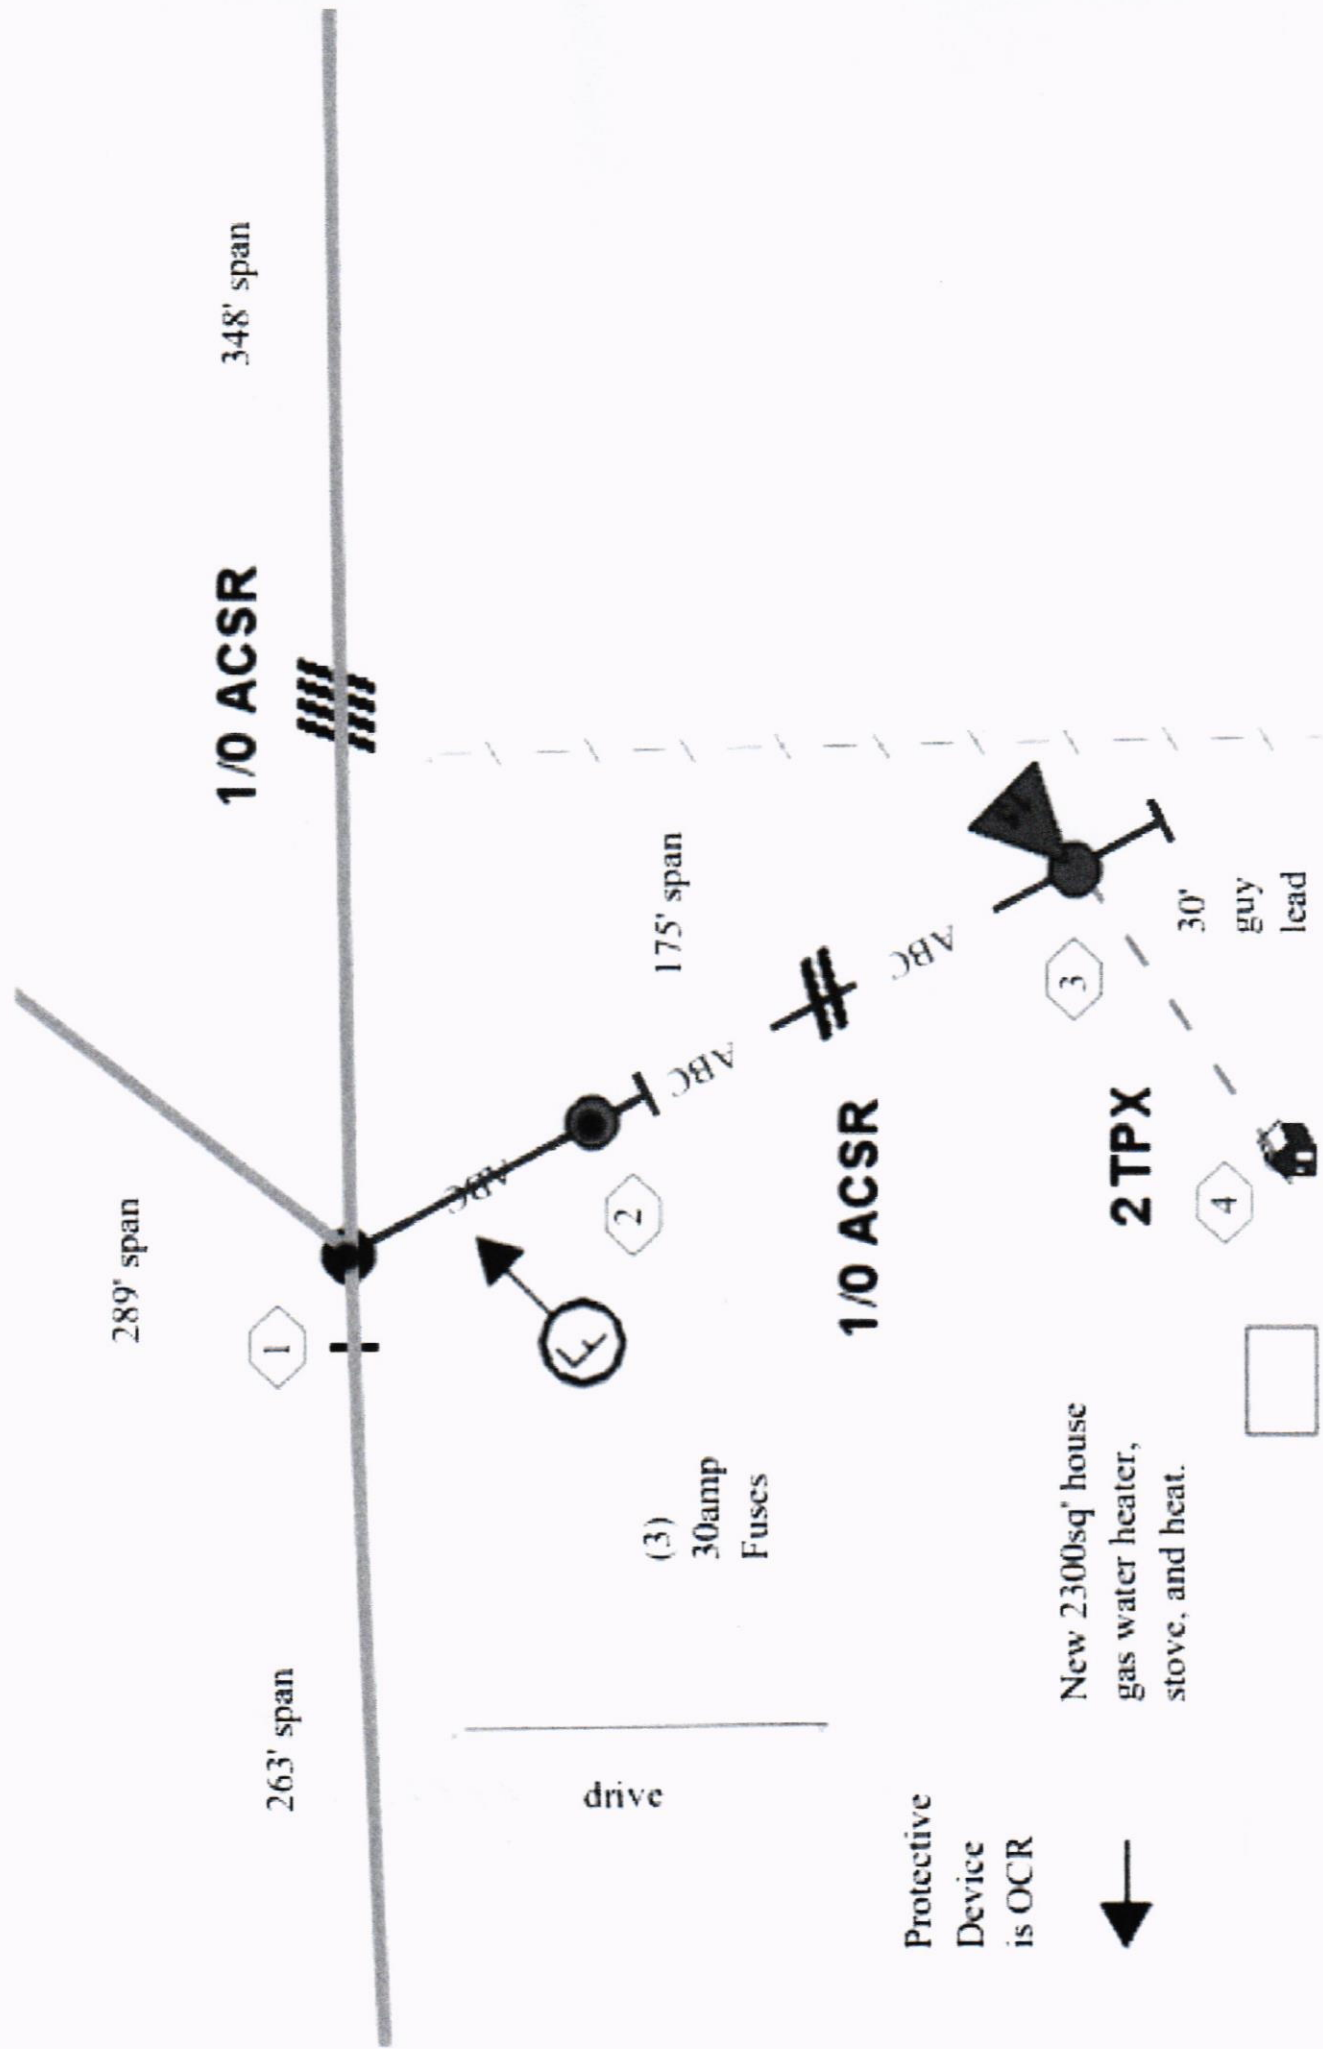 289' span
1
263' span
1/0 ACSR
348' span
ABC
F
(3)
30amp
Fuses
2
ABC
175' span
drive
1/0 ACSR
ABC
3
30'
guy
lead
2 TPX
4
New 2300sq' house
gas water heater,
stove, and heat.
Protective
Device
is OCR